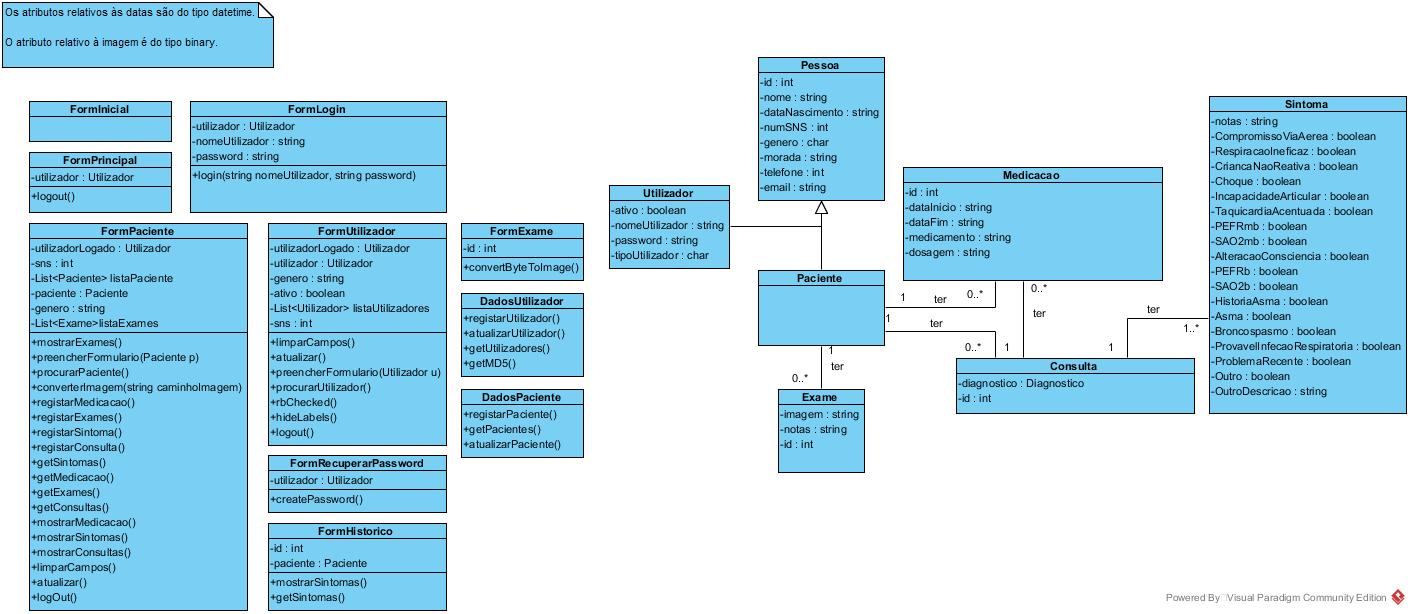 Os atributos relativos às datas são do tipo datetime.
O atributo relativo à imagem é do tipo binary.
FormInicial
FormPrincipal
-utilizador : Utilizador
+logout()
FormLogin
-utilizador : Utilizador
-nomeUtilizador : string
-password : string
+login(string nomeUtilizador, string password)
FormPaciente
-utilizadorLogado : Utilizador
-sns : int
-List<Paciente> listaPaciente
-paciente : Paciente
-genero : string
-List<Exame>listaExames
+mostrarExames()
+preencherFormulario(Paciente p)
+procurarPaciente()
+converterImagem(string caminhoImagem)
+registarMedicacao()
+registarExames()
+registarSintoma()
+registarConsulta()
+getSintomas()
+getMedicacao()
+getExames()
+getConsultas()
+mostrarMedicacao()
+mostrarSintomas()
+mostrarConsultas()
+limparCampos()
+atualizar()
+logOut()
FormUtilizador
-utilizadorLogado : Utilizador
-utilizador : Utilizador
-genero : string
-ativo : boolean
-List<Utilizador> listaUtilizadores
-sns : int
+limparCampos()
+atualizar()
+preencherFormulario(Utilizador u)
+procurarUtilizador()
+rbChecked()
+hideLabels()
+logout()
FormRecuperarPassword
-utilizador : Utilizador
+createPassword()
FormHistorico
-id : int
-paciente : Paciente
+mostrarSintomas()
+getSintomas()
FormExame
-id : int
+convertByteToImage()
DadosUtilizador
+registarUtilizador()
+atualizarUtilizador()
+getUtilizadores()
+getMD5()
DadosPaciente
+registarPaciente()
+getPacientes()
+atualizarPaciente()
Utilizador
-ativo : boolean
-nomeUtilizador : string
-password : string
-tipoUtilizador : char
Pessoa
-id : int
-nome : string
-dataNascimento : string
-numSNS : int
-genero : char
-morada : string
-telefone : int
-email : string
Paciente
1
ter
0..*
1
ter
0..*
1
ter
0..*
Exame
-imagem : string
-notas : string
-id : int
Medicacao
-id : int
-dataInicio : string
-dataFim : string
-medicamento : string
-dosagem : string
0..*
ter
1
Consulta
-diagnostico : Diagnostico
-id : int
1
ter
1..*
Sintoma
-notas : string
-CompromissoViaAerea : boolean
-RespiracaoIneficaz : boolean
-CriancaNaoReativa : boolean
-Choque : boolean
-IncapacidadeArticular : boolean
-TaquicardiaAcentuada : boolean
-PEFRmb : boolean
-SAO2mb : boolean
-AlteracaoConsciencia : boolean
-PEFRb : boolean
-SAO2b : boolean
-HistoriaAsma : boolean
-Asma : boolean
-Broncospasmo : boolean
-ProvavelInfecaoRespiratoria : boolean
-ProblemaRecente : boolean
-Outro : boolean
-OutroDescricao : string
Powered By Visual Paradigm Community Edition